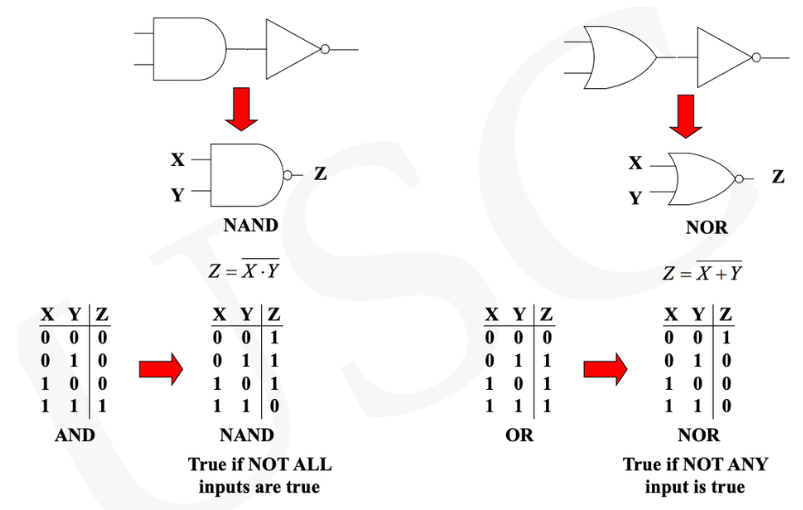 X
Y
Z
NAND
Z = \overline{X \cdot Y}
X Y Z
0 0 0
0 1 0
1 0 0
1 1 1
AND
X Y Z
0 0 1
0 1 1
1 0 1
1 1 0
NAND
True if NOT ALL
inputs are true
X
Y
Z
NOR
Z = \overline{X + Y}
X Y Z
0 0 0
0 1 1
1 0 1
1 1 1
OR
X Y Z
0 0 1
0 1 0
1 0 0
1 1 0
NOR
True if NOT ANY
input is true
USC